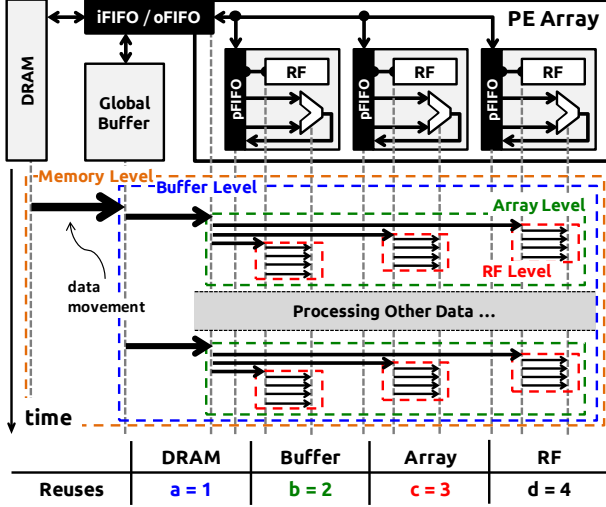 iFIFO / oFIFO
PE Array
DRAM
Global
Buffer
pFIFO
RF
pFIFO
RF
pFIFO
RF
Memory Level
Buffer Level
Array Level
RF Level
data
movement
Processing Other Data ...
time
DRAM Buffer Array RF
Reuses a = 1 b = 2 c = 3 d = 4